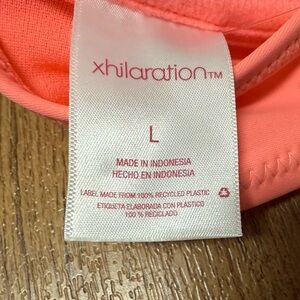 xhilaration™
L
MADE IN INDONESIA
HECHO EN INDONESIA
LABEL MADE FROM 100% RECYCLED PLASTIC
ETIQUETA ELABORADA CON PLÁSTICO
100 % RECICLADO